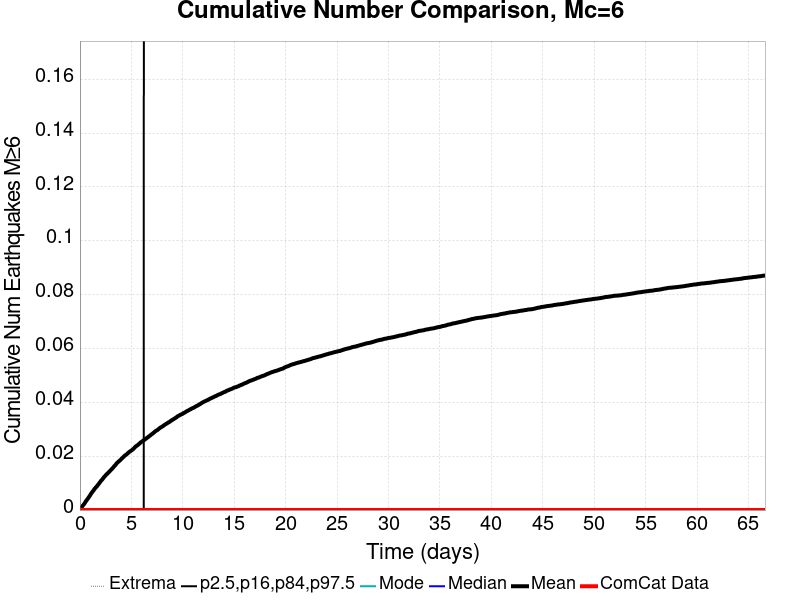 Cumulative Number Comparison, Mc=6
Cumulative Num Earthquakes M≥6
0.16
0.14
0.12
0.1
0.08
0.06
0.04
0.02
0
0 5 10 15 20 25 30 35 40 45 50 55 60 65
Time (days)
Extrema p2.5,p16,p84,p97.5 Mode Median Mean ComCat Data